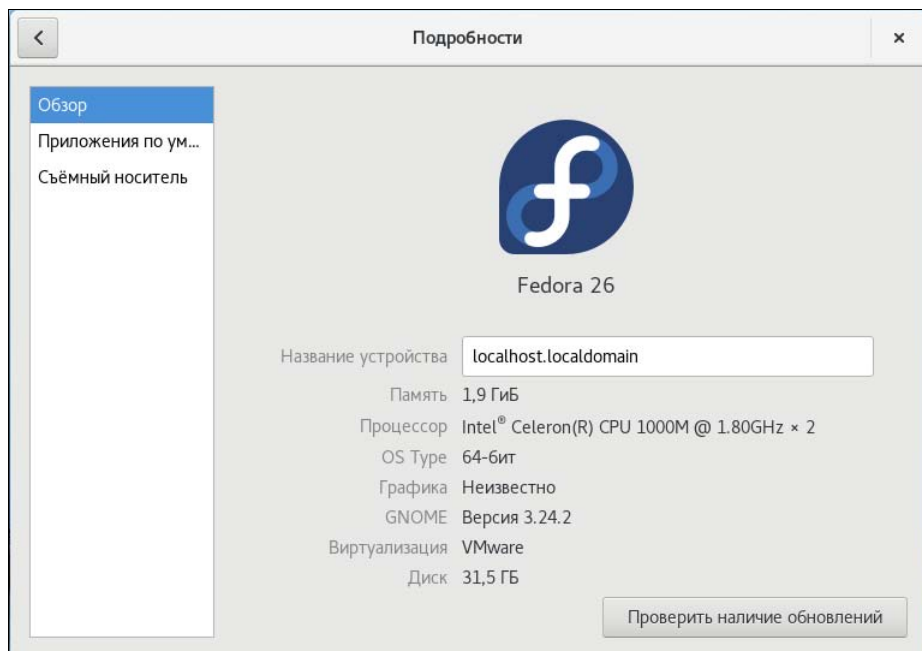 Подробности
Обзор
Приложения по ум...
Съёмный носитель
Fedora 26
Название устройства localhost.localdomain
Память 1,9 ГиБ
Процессор Intel® Celeron(R) CPU 1000M @ 1.80GHz × 2
OS Type 64-бит
Графика Неизвестно
GNOME Версия 3.24.2
Виртуализация VMware
Диск 31,5 ГБ
Проверить наличие обновлений